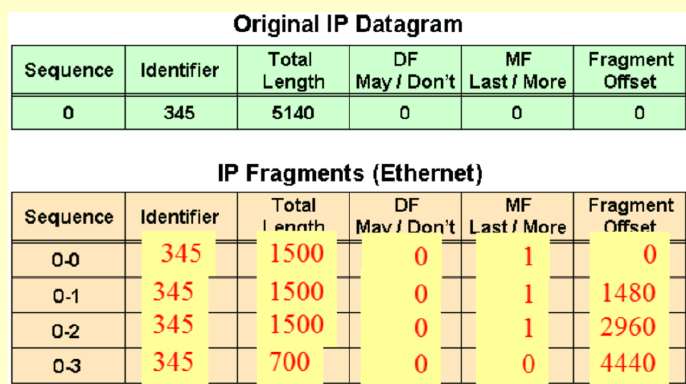 Original IP Datagram
Sequence Identifier Total Length DF May / Don't MF Last / More Fragment Offset
0 345 5140 0 0 0
IP Fragments (Ethernet)
Sequence Identifier Total Length DF May / Don't MF Last / More Fragment Offset
0-0 345 1500 0 1 0
0-1 345 1500 0 1 1480
0-2 345 1500 0 1 2960
0-3 345 700 0 0 4440